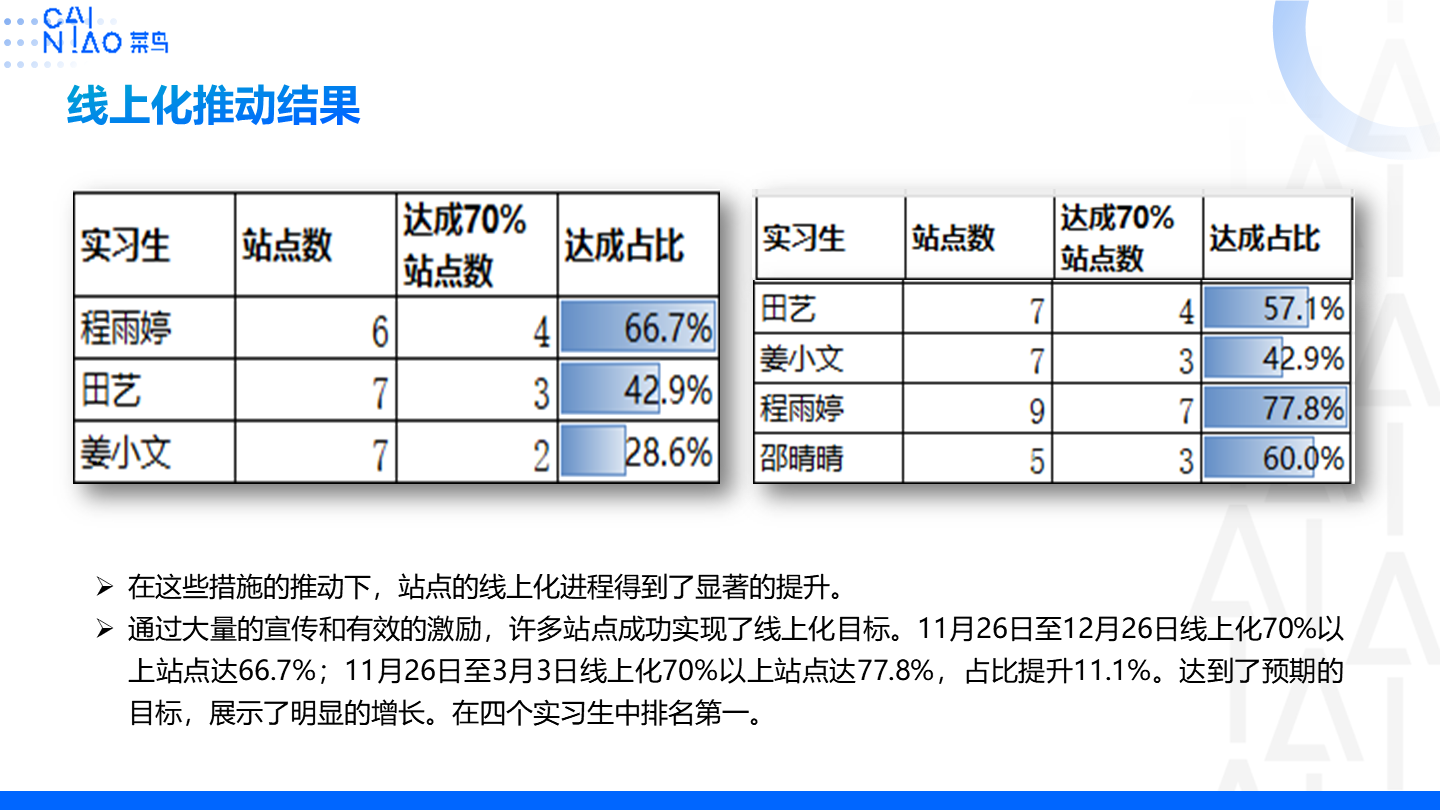 CAI
NIAO 菜鸟
线上化推动结果
实习生 站点数 达成70%站点数 达成占比
程雨婷 6 4 66.7%
田艺 7 3 42.9%
姜小文 7 2 28.6%
实习生 站点数 达成70%站点数 达成占比
田艺 7 4 57.1%
姜小文 7 3 42.9%
程雨婷 9 7 77.8%
邵晴晴 5 3 60.0%
➢ 在这些措施的推动下，站点的线上化进程得到了显著的提升。
➢ 通过大量的宣传和有效的激励，许多站点成功实现了线上化目标。11月26日至12月26日线上化70%以
上站点达66.7%；11月26日至3月3日线上化70%以上站点达77.8%，占比提升11.1%。达到了预期的
目标，展示了明显的增长。在四个实习生中排名第一。